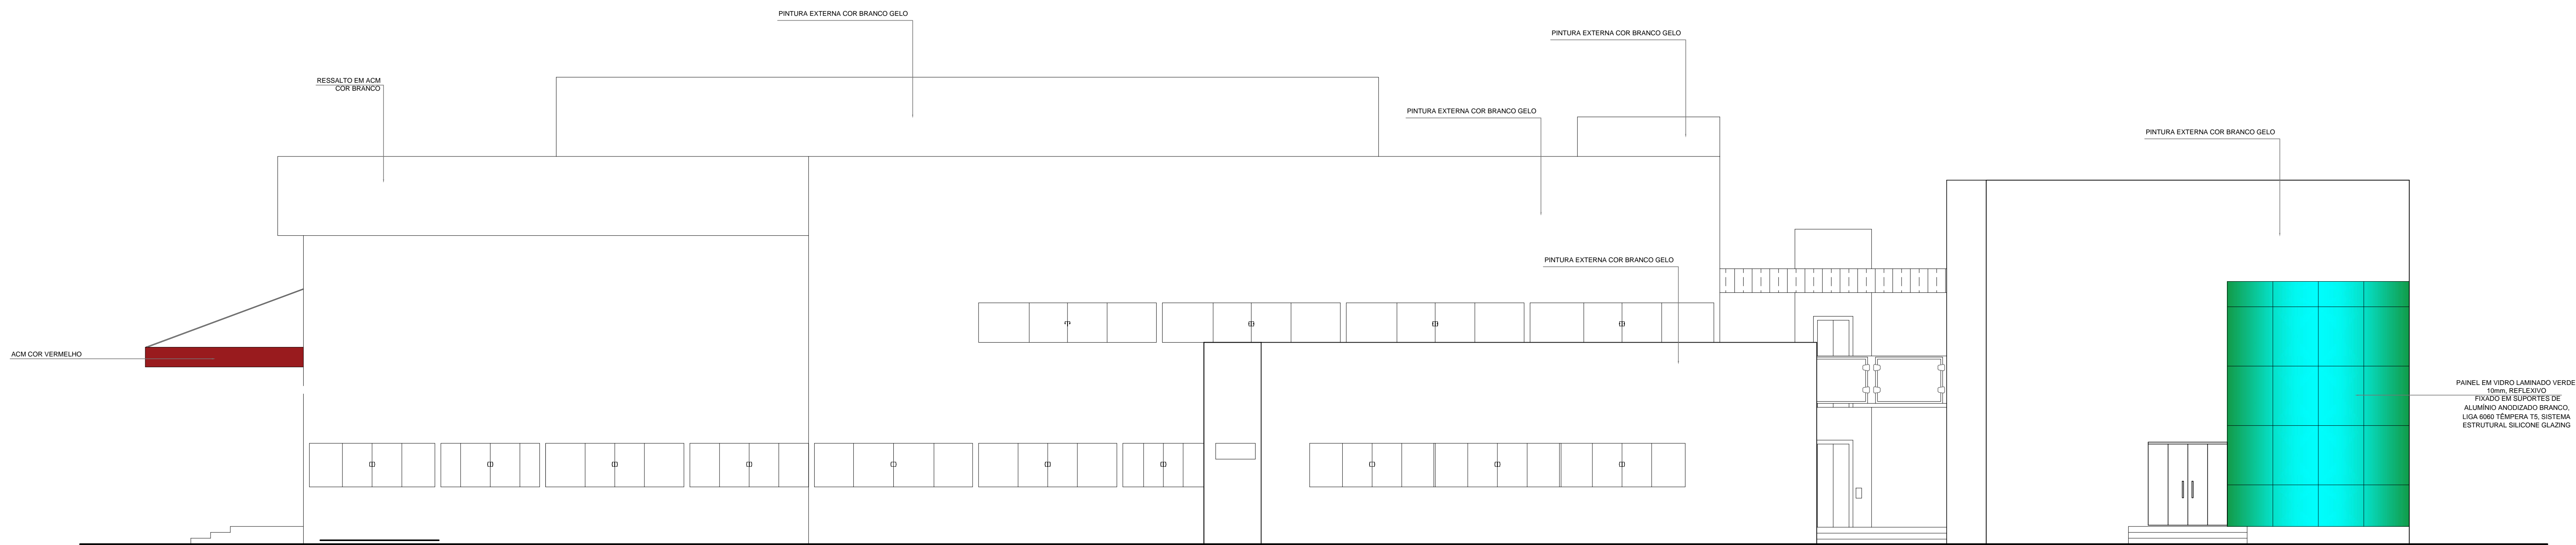 PINTURA EXTERNA COR BRANCO GELO
PINTURA EXTERNA COR BRANCO GELO
RESSALTO EM ACM
COR BRANCO
PINTURA EXTERNA COR BRANCO GELO
PINTURA EXTERNA COR BRANCO GELO
PINTURA EXTERNA COR BRANCO GELO
ACM COR VERMELHO
PAINEL EM VIDRO LAMINADO VERDE
10mm, REFLEXIVO
FIXADO EM SUPORTES DE
ALUMÍNIO ANODIZADO BRANCO,
LIGA 6060 TÊMPERA T5, SISTEMA
ESTRUTURAL SILICONE GLAZING